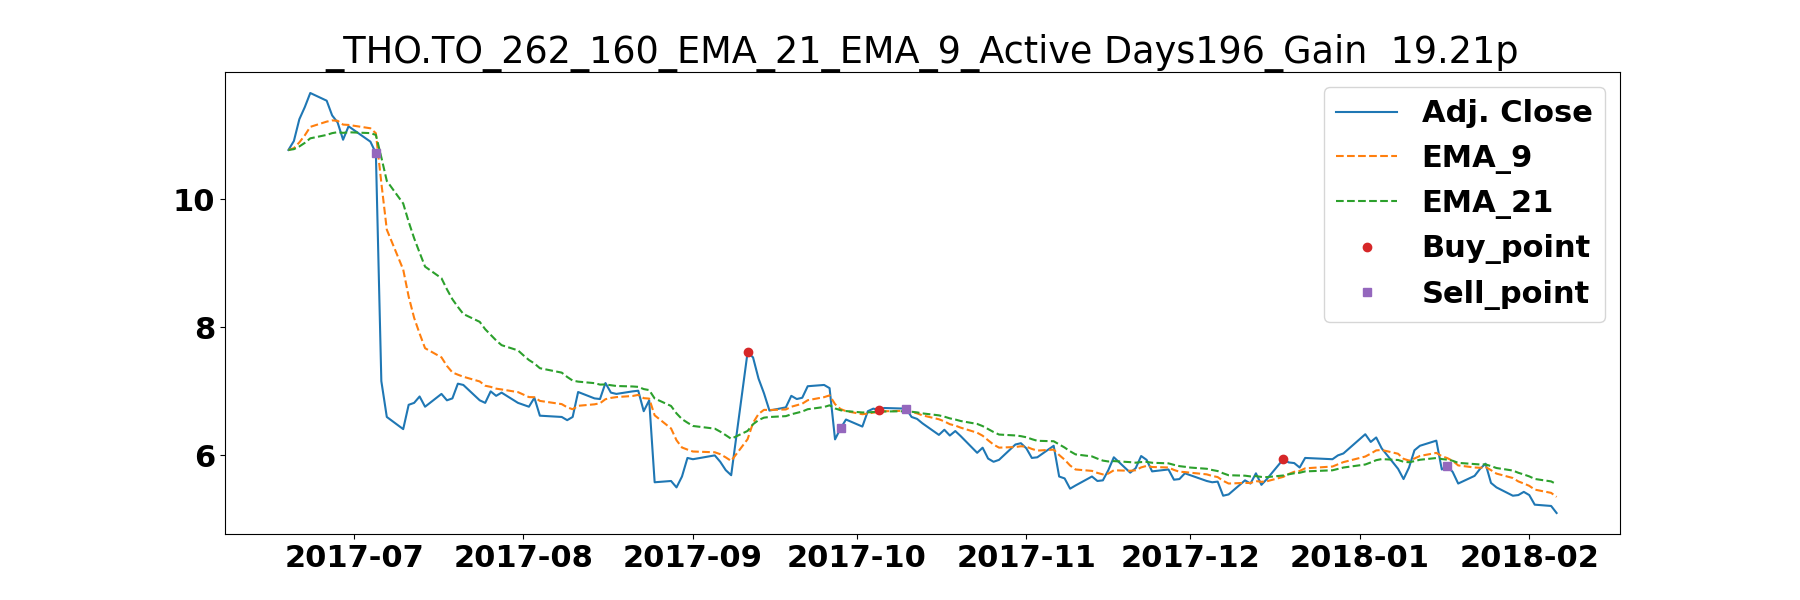 _THO.TO_262_160_EMA_21_EMA_9_Active Days196_Gain  19.21p
Adj. Close
EMA_9
EMA_21
Buy_point
Sell_point
10
8
6
2017-07 2017-08 2017-09 2017-10 2017-11 2017-12 2018-01 2018-02